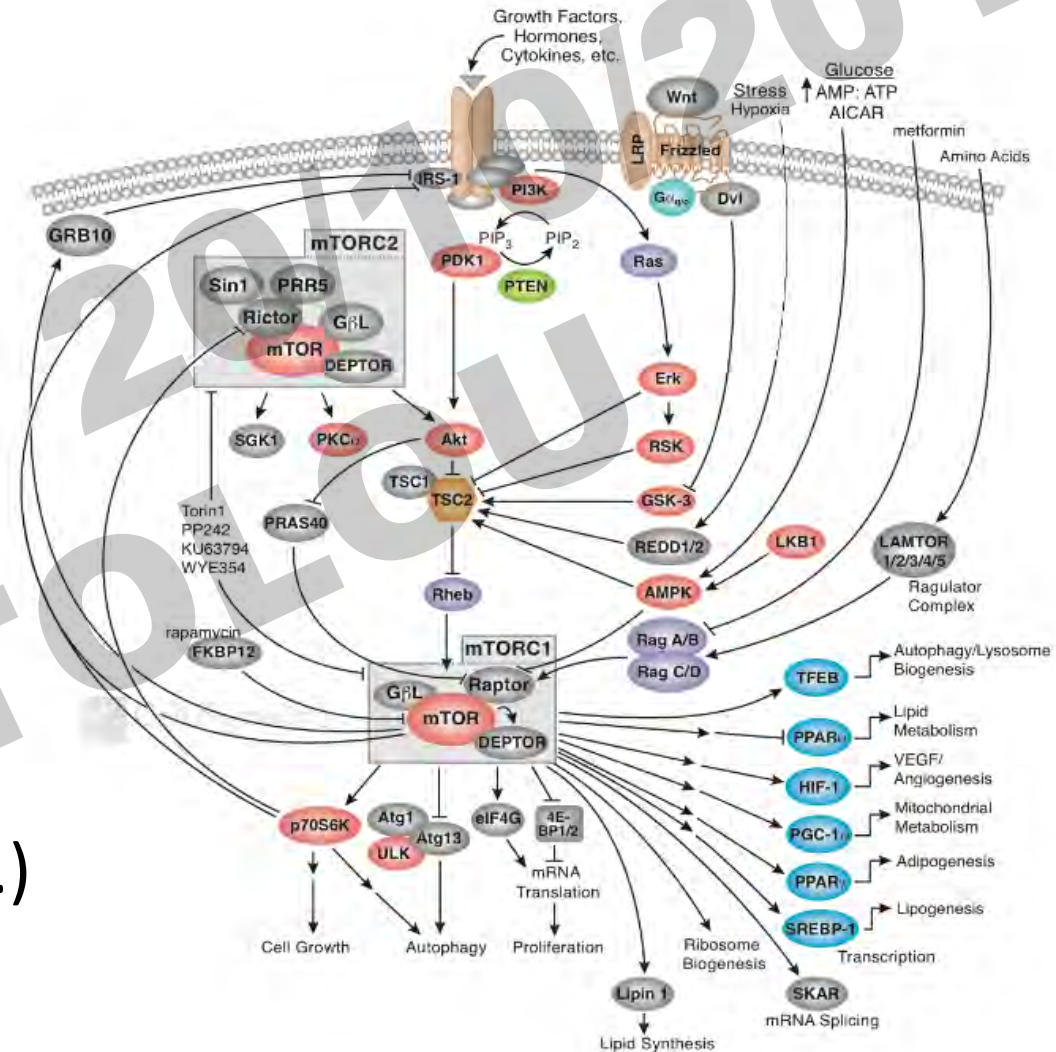 Growth Factors,
Hormones,
Cytokines, etc.
Wnt
Stress
Hypoxia
Glucose
AMP: ATP
AICAR
metformin
Amino Acids
LRP
Frizzled
IRS-1
PI3K
Gαq/o
Dvl
GRB10
mTORC2
PIP3
PIP2
PDK1
PTEN
Ras
Sin1
PRR5
Rictor
GβL
mTOR
DEPTOR
Erk
SGK1
PKCα
Akt
RSK
TSC1
TSC2
GSK-3
Torin1
PP242
KU63794
WYE354
PRAS40
REDD1/2
LKB1
LAMTOR
1/2/3/4/5
Ragulator
Complex
Rheb
AMPK
rapamycin
FKBP12
mTORC1
Rag A/B
Rag C/D
GβL
Raptor
mTOR
DEPTOR
TFEB
Autophagy/Lysosome
Biogenesis
PPARα
Lipid
Metabolism
HIF-1
VEGF/
Angiogenesis
PGC-1α
Mitochondrial
Metabolism
PPARγ
Adipogenesis
SREBP-1
Lipogenesis
Transcription
p70S6K
Atg1
ULK
Atg13
eIF4G
4E-
BP1/2
mRNA
Translation
.)
Cell Growth
Autophagy
Proliferation
Ribosome
Biogenesis
Lipin 1
Lipid Synthesis
SKAR
mRNA Splicing